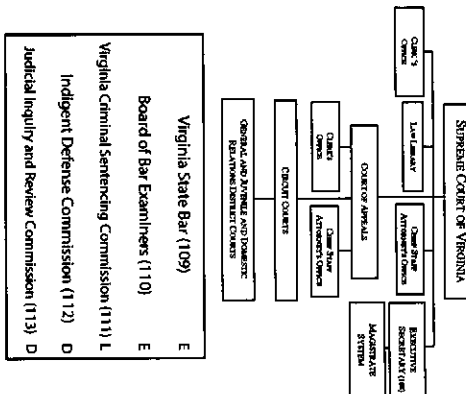 SUPREME COURT OF VIRGINIA
CLERK'S
OFFICE
LAW LIBRARY
CHIEF STAFF
ATTORNEY'S OFFICE
EXECUTIVE
SECRETARY
COURT OF APPEALS
MAGISTRATE
SYSTEM
CLERK'S
OFFICE
CHIEF STAFF
ATTORNEY'S OFFICE
CIRCUIT COURTS
GENERAL AND JUVENILE AND DOMESTIC
RELATIONS DISTRICT COURTS
Virginia State Bar (109) E
Board of Bar Examiners (110) E
Virginia Criminal Sentencing Commission (111) L
Indigent Defense Commission (112) D
Judicial Inquiry and Review Commission (113) D